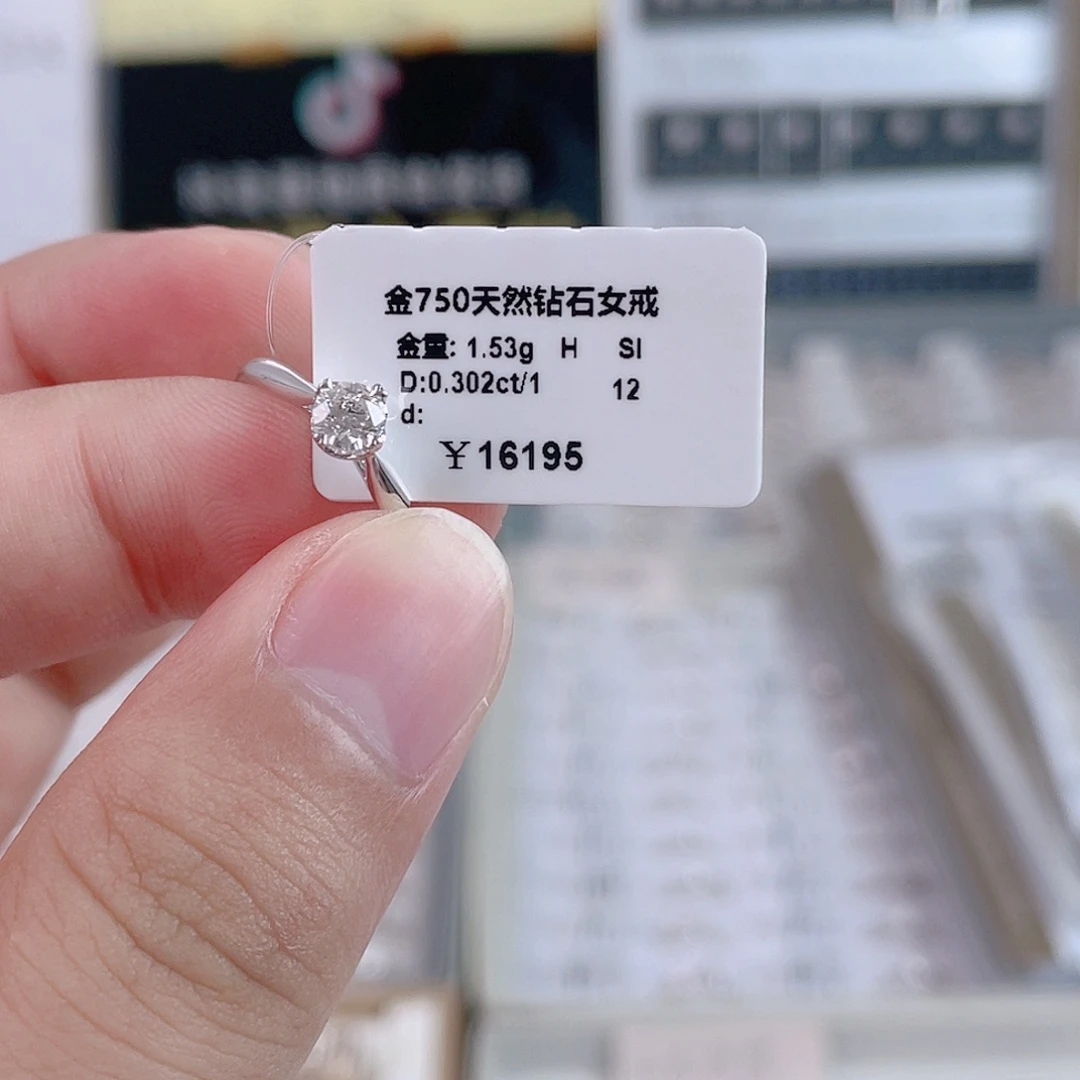 金750天然钻石女戒
金重: 1.53g H SI
D:0.302ct/1 12
d:
￥16195